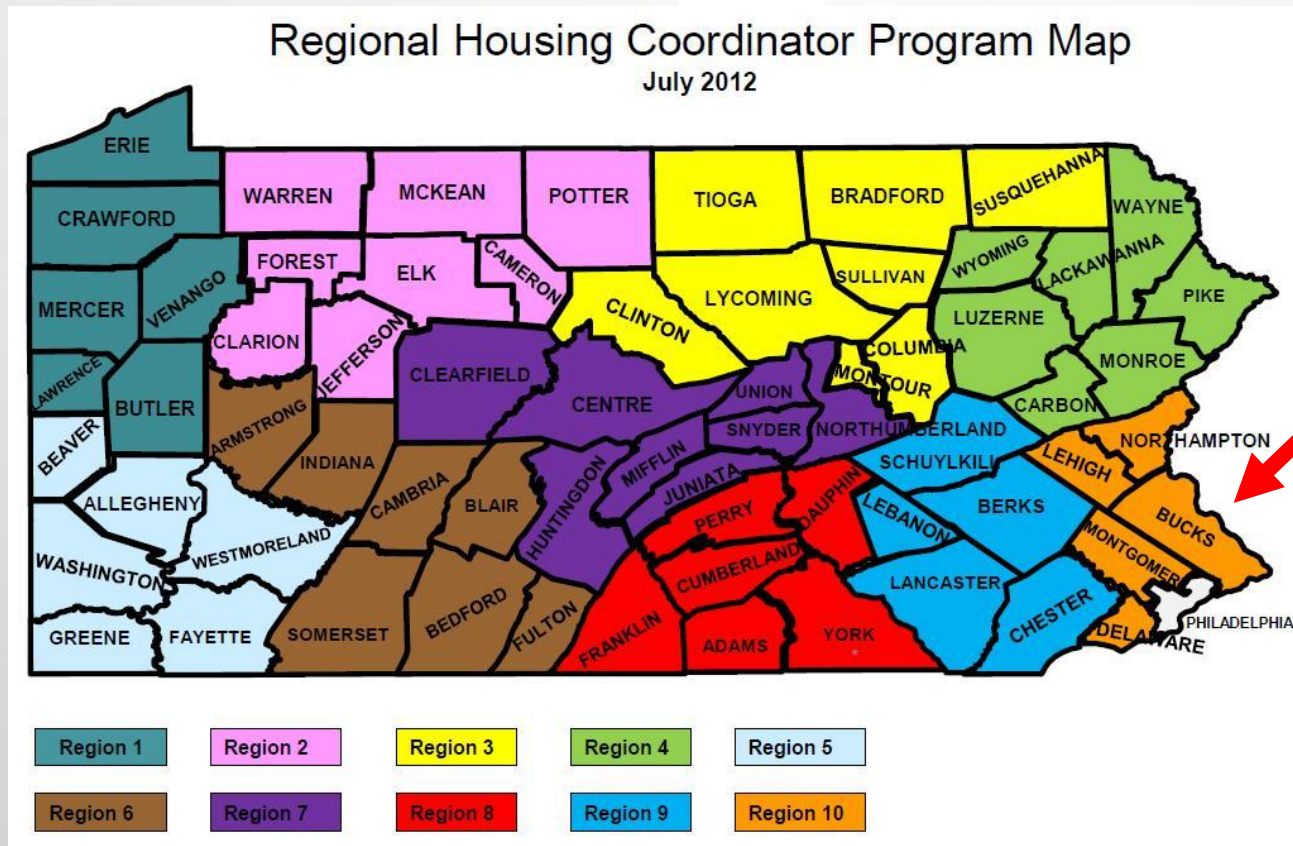 Regional Housing Coordinator Program Map
July 2012
ERIE
WARREN
MCKEAN
POTTER
TIOGA
BRADFORD
SUSQUEHANNA
CRAWFORD
WAYNE
FOREST
ELK
CAMERON
SULLIVAN
WYOMING
LACKAWANNA
MERCER
VENANGO
LYCOMING
PIKE
CLARION
JEFFERSON
CLINTON
COLUMBIA
LUZERNE
LAWRENCE
BUTLER
CLEARFIELD
CENTRE
UNION
MONTOUR
MONROE
CARBON
BEAVER
ARMSTRONG
INDIANA
SNYDER
NORTHUMBERLAND
NORTHAMPTON
ALLEGHENY
CAMBRIA
BLAIR
HUNTINGDON
MIFFLIN
JUNIATA
SCHUYLKILL
LEHIGH
WASHINGTON
WESTMORELAND
PERRY
DAUPHIN
LEBANON
BERKS
BUCKS
CUMBERLAND
LANCASTER
MONTGOMER
GREENE
FAYETTE
SOMERSET
BEDFORD
FULTON
FRANKLIN
ADAMS
YORK
CHESTER
DELAWARE
PHILADELPHIA
Region 1
Region 2
Region 3
Region 4
Region 5
Region 6
Region 7
Region 8
Region 9
Region 10